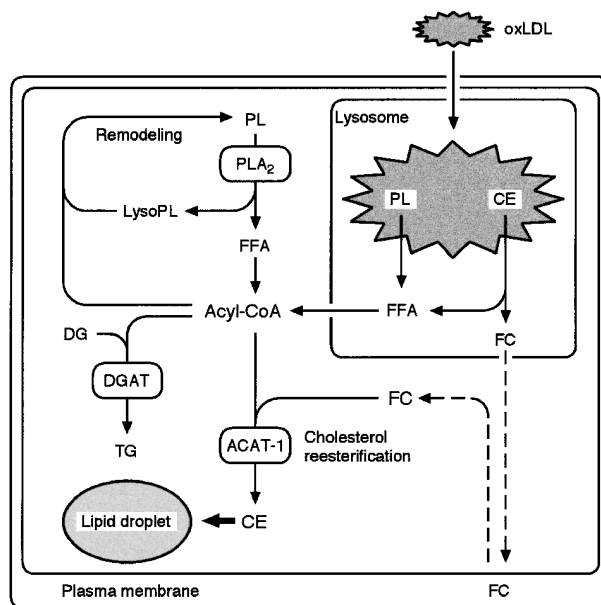 oxLDL
Lysosome
Remodeling
PL
PLA₂
PL
CE
LysoPL
FFA
Acyl-CoA
FFA
DG
FC
DGAT
FC
ACAT-1
Cholesterol
reesterification
TG
Lipid droplet
CE
Plasma membrane
FC